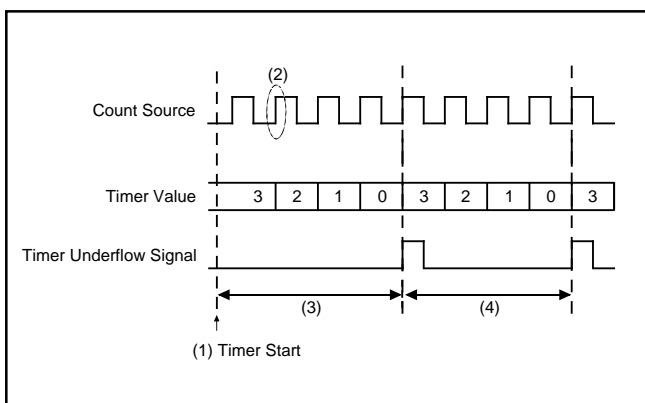 (2)
Count Source
Timer Value 3 2 1 0 3 2 1 0 3
Timer Underflow Signal
(3) (4)
(1) Timer Start